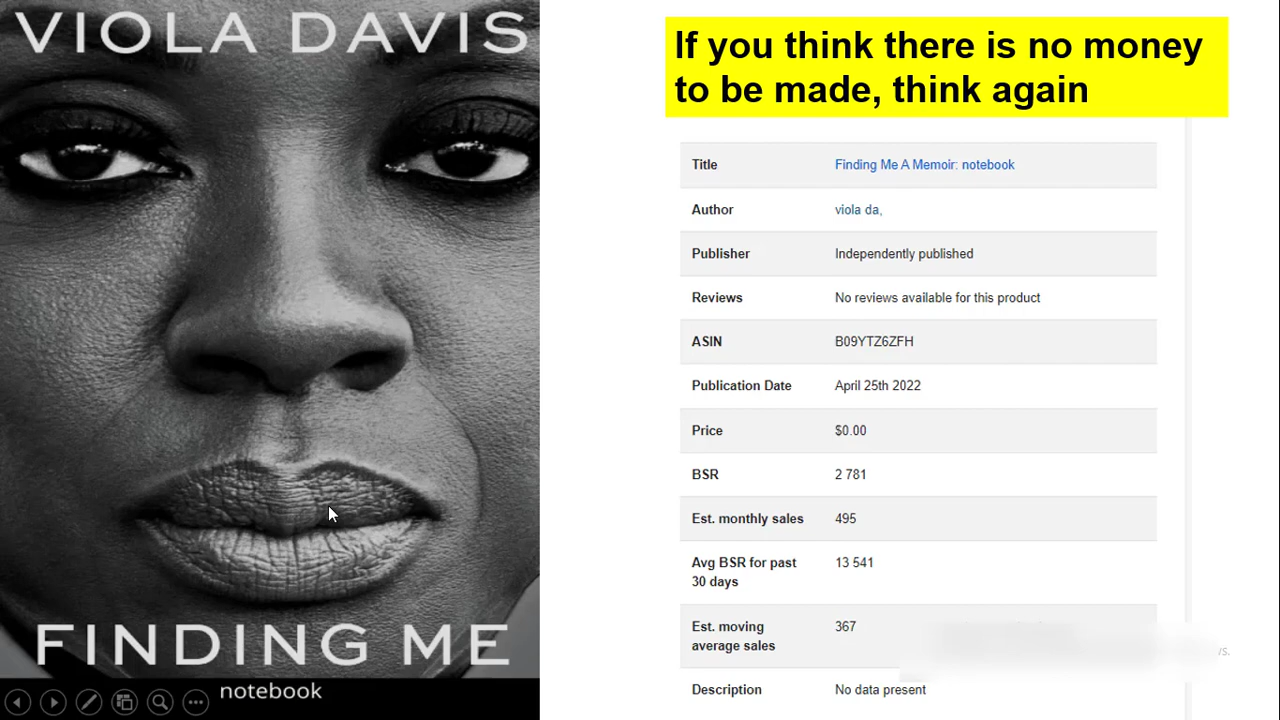 VIOLA DAVIS
FINDING ME
notebook
If you think there is no money
to be made, think again
Title Finding Me A Memoir: notebook
Author viola da,
Publisher Independently published
Reviews No reviews available for this product
ASIN B09YTZ6ZFH
Publication Date April 25th 2022
Price $0.00
BSR 2 781
Est. monthly sales 495
Avg BSR for past 13 541
30 days
Est. moving 367
average sales
Description No data present